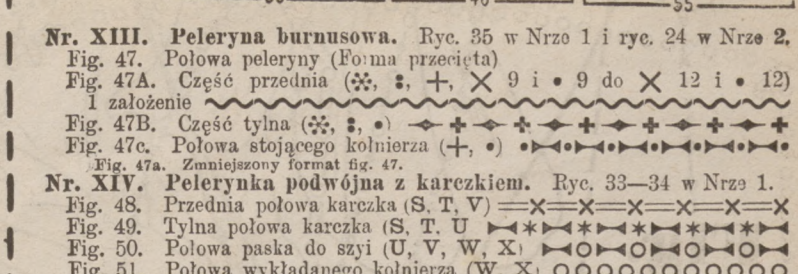 55
Nr. XIII. Peleryna burnusowa. Ryc. 35 w Nrze 1 i ryc. 24 w Nrze 2.
Fig. 47. Połowa peleryny (Forma przecięta)
Fig. 47A. Część przednia (፨, :, +, × 9 i • 9 do × 12 i • 12)
1 założenie
Fig. 47B. Część tylna (፨, :, •)
Fig. 47c. Połowa stojącego kołnierza (+, •)
Fig. 47a. Zmniejszony format fig. 47.
Nr. XIV. Pelerynka podwójna z karczkiem. Ryc. 33—34 w Nrze 1.
Fig. 48. Przednia połowa karczka (S, T, V)
Fig. 49. Tylna połowa karczka (S, T. U
Fig. 50. Połowa paska do szyi (U, V, W, X)
Fig. 51. Połowa wykładanego kołnierza (W, X)